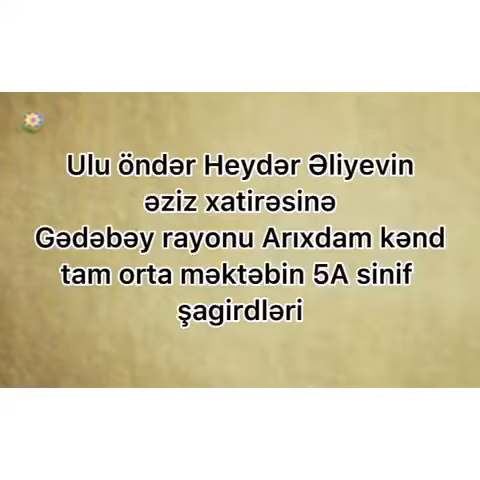 Ulu öndər Heydər Əliyevin
əziz xatirəsinə
Gədəbəy rayonu Arıxdam kənd
tam orta məktəbin 5A sinif
şagirdləri